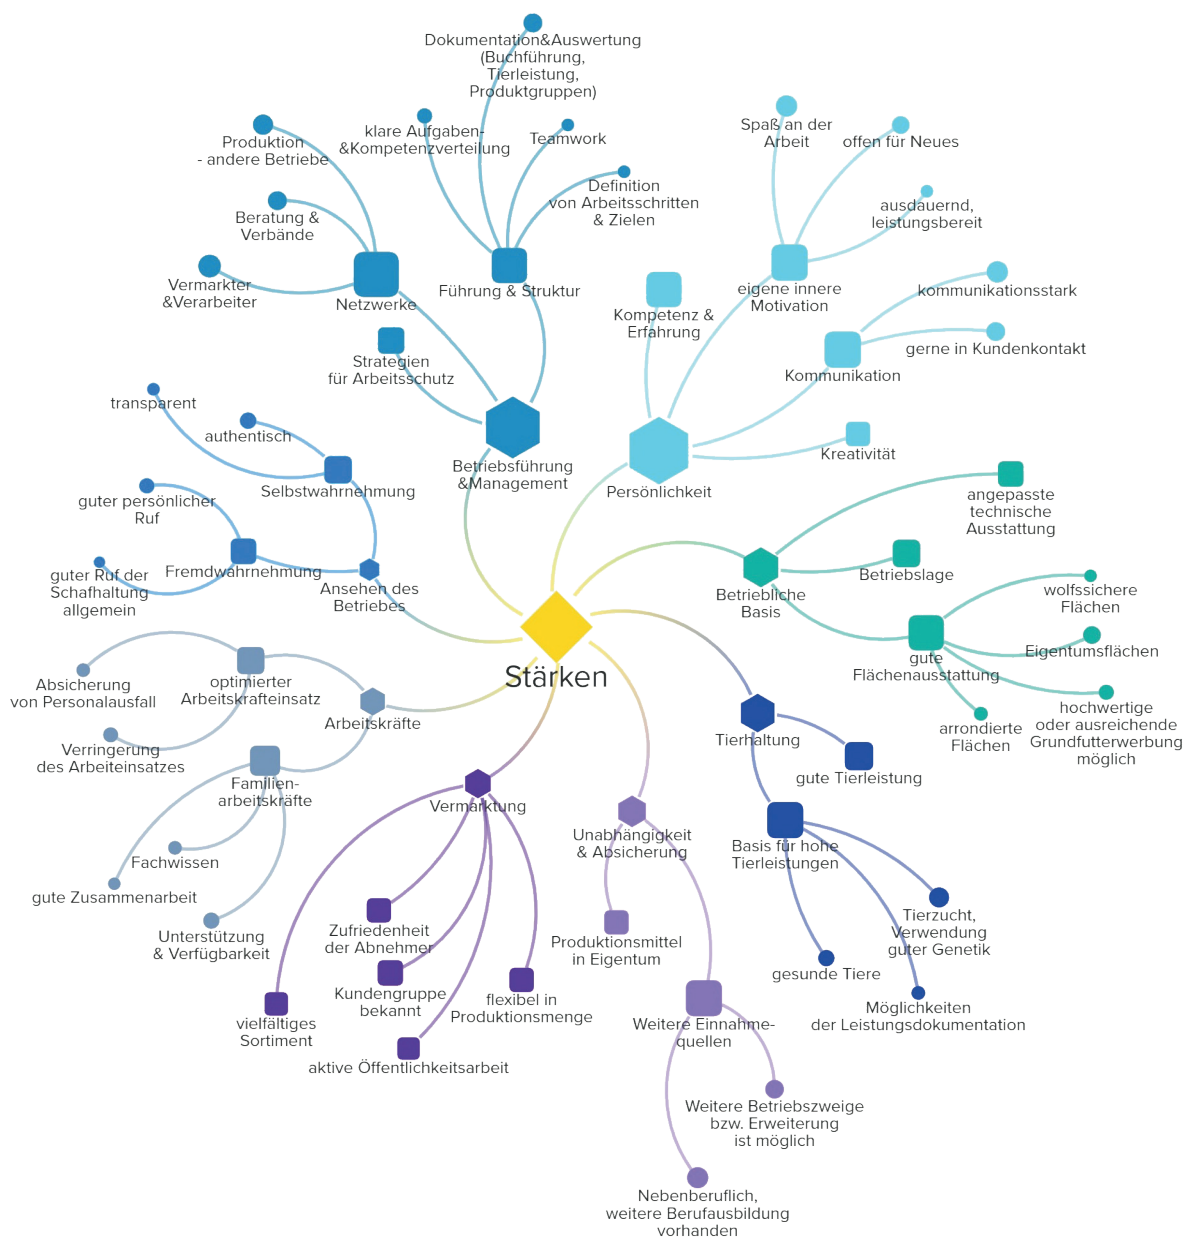 Dokumentation&Auswertung
(Buchführung,
Tierleistung,
Produktgruppen)
klare Aufgaben-
&Kompetenzverteilung
Teamwork
Produktion
- andere Betriebe
Definition
von Arbeitsschritten
& Zielen
Beratung &
Verbände
Vermarkter
&Verarbeiter
Netzwerke
Führung & Struktur
Strategien
für Arbeitsschutz
Betriebsführung
&Management
Spaß an der
Arbeit
offen für Neues
ausdauernd,
leistungsbereit
eigene innere
Motivation
Kompetenz &
Erfahrung
kommunikationsstark
gerne in Kundenkontakt
Kommunikation
Kreativität
Persönlichkeit
transparent
authentisch
Selbstwahrnehmung
guter persönlicher
Ruf
Fremdwahrnehmung
guter Ruf der
Schafhaltung
allgemein
Ansehen des
Betriebes
angepasste
technische
Ausstattung
Betriebslage
Betriebliche
Basis
wolfssichere
Flächen
Eigentumsflächen
gute
Flächenausstattung
hochwertige
oder ausreichende
Grundfutterwerbung
möglich
arrondierte
Flächen
Stärken
Absicherung
von Personalausfall
optimierter
Arbeitskrafteinsatz
Arbeitskräfte
Verringerung
des Arbeiteinsatzes
Familien-
arbeitskräfte
Fachwissen
gute Zusammenarbeit
Unterstützung
& Verfügbarkeit
Tierhaltung
gute Tierleistung
Basis für hohe
Tierleistungen
Tierzucht,
Verwendung
guter Genetik
gesunde Tiere
Möglichkeiten
der Leistungsdokumentation
Vermarktung
Zufriedenheit
der Abnehmer
Kundengruppe
bekannt
flexibel in
Produktionsmenge
vielfältiges
Sortiment
aktive Öffentlichkeitsarbeit
Unabhängigkeit
& Absicherung
Produktionsmittel
in Eigentum
Weitere Einnahme-
quellen
Weitere Betriebszweige
bzw. Erweiterung
ist möglich
Nebenberuflich,
weitere Berufausbildung
vorhanden